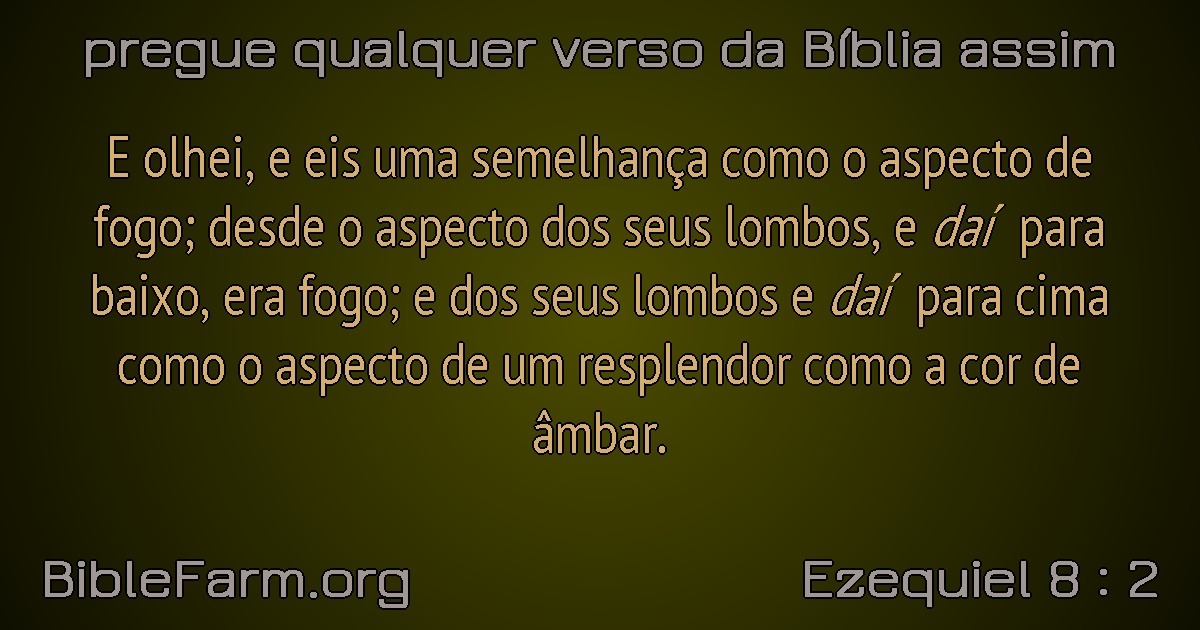 pregue qualquer verso da Bíblia assim
E olhei, e eis uma semelhança como o aspecto de
fogo; desde o aspecto dos seus lombos, e daí para
baixo, era fogo; e dos seus lombos e daí para cima
como o aspecto de um resplendor como a cor de
âmbar.
BibleFarm.org
Ezequiel 8 : 2